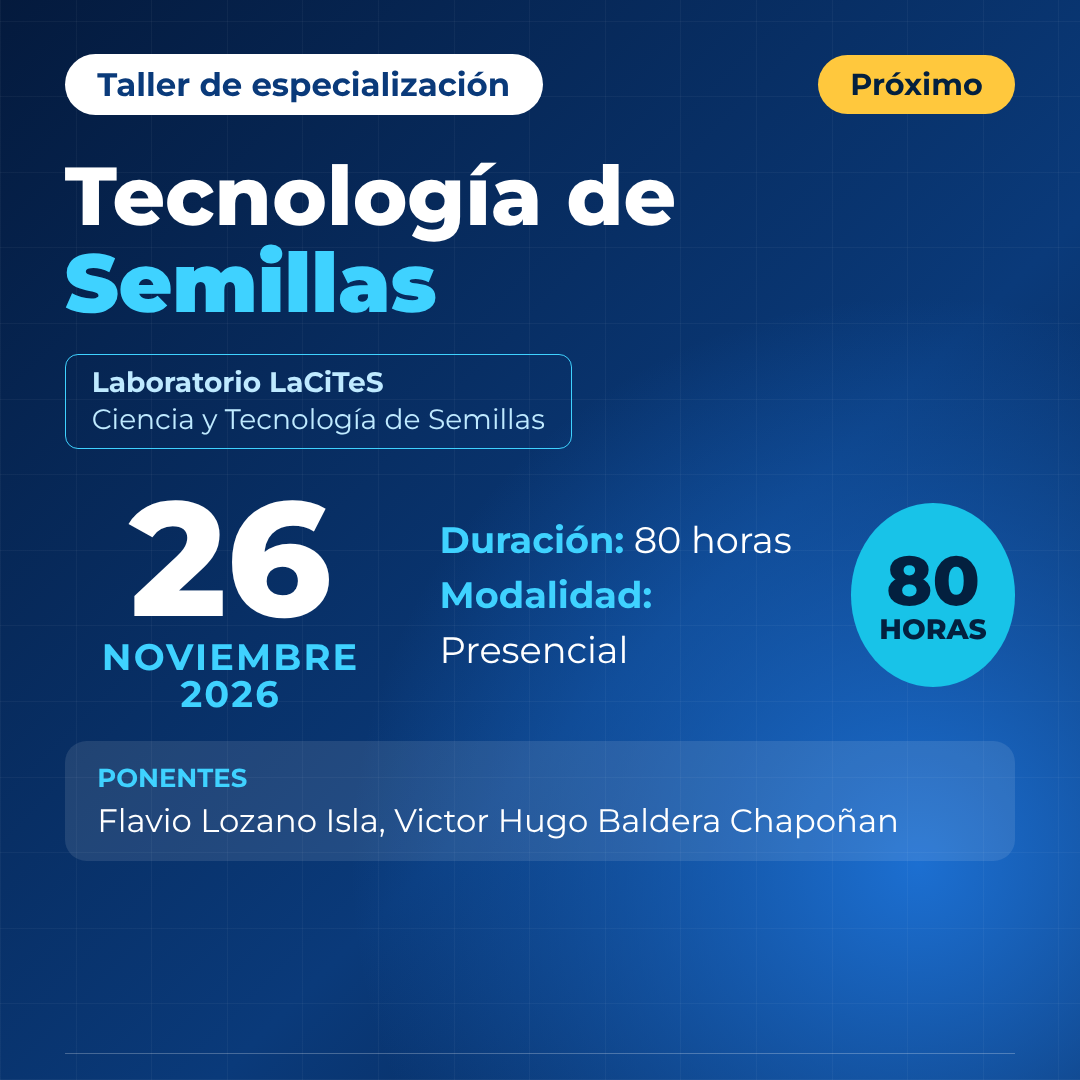 Taller de especialización
Próximo
Tecnología de
Semillas
Laboratorio LaCiTeS
Ciencia y Tecnología de Semillas
26
NOVIEMBRE
2026
Duración: 80 horas
Modalidad:
Presencial
80
HORAS
PONENTES
Flavio Lozano Isla, Victor Hugo Baldera Chapoñan